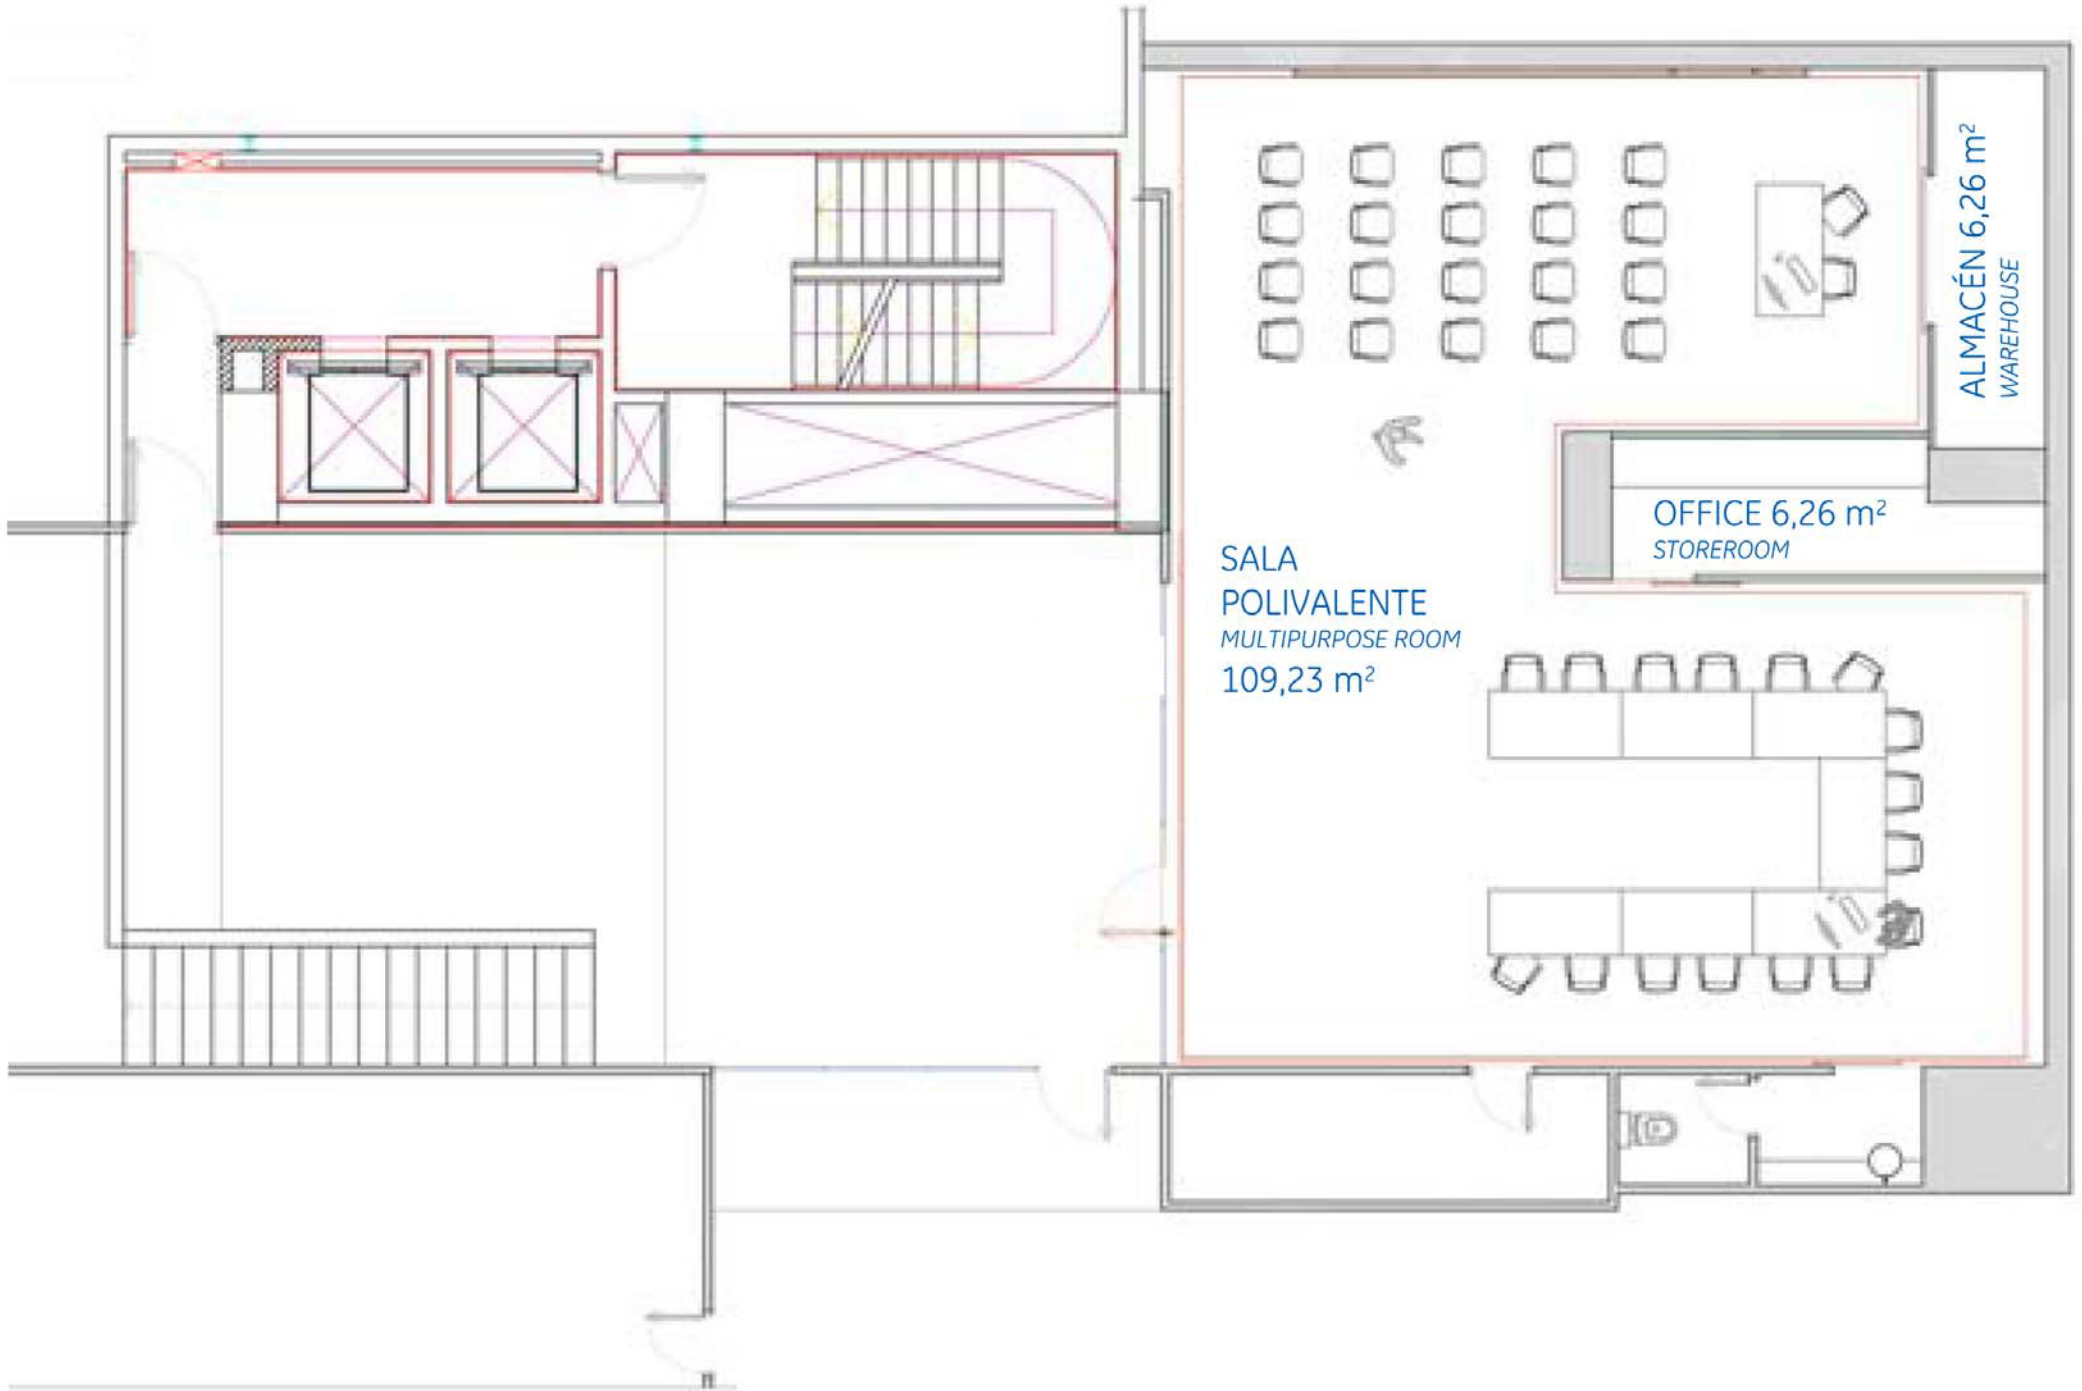 ALMACÉN 6,26 m²
WAREHOUSE
OFFICE 6,26 m²
STOREROOM
SALA
POLIVALENTE
MULTIPURPOSE ROOM
109,23 m²